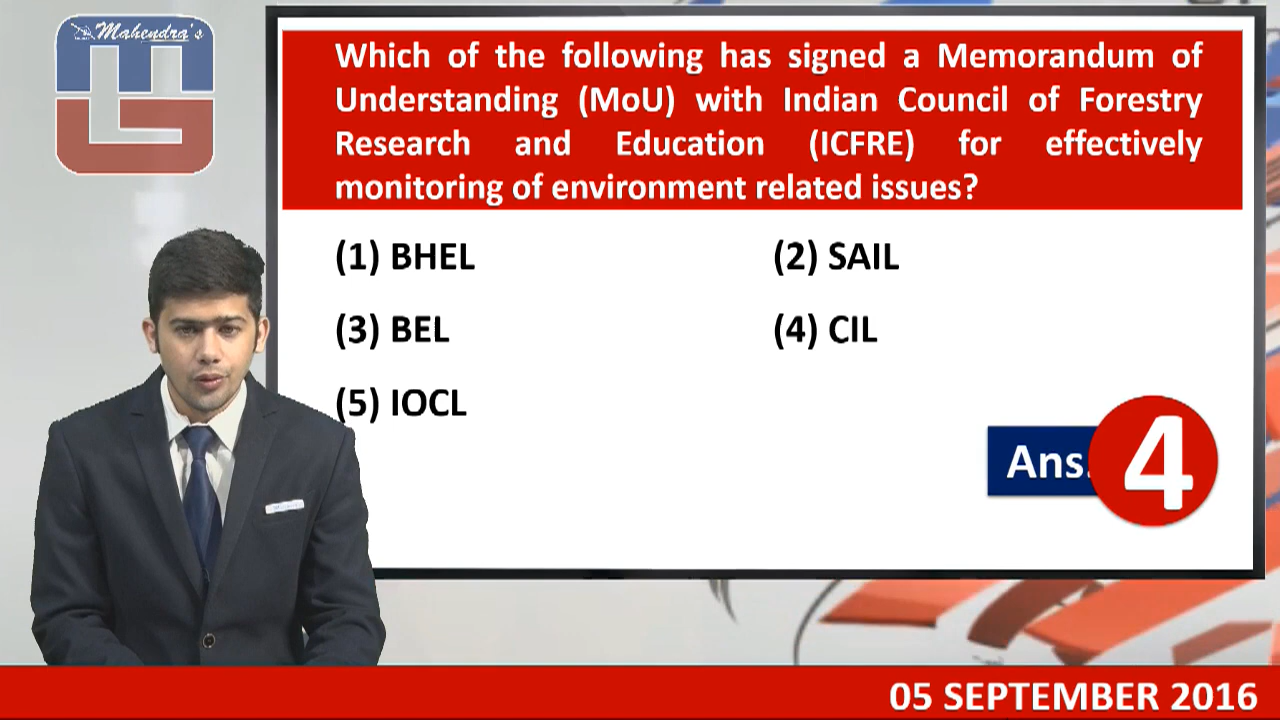 Mahendra's
Which of the following has signed a Memorandum of
Understanding (MoU) with Indian Council of Forestry
Research and Education (ICFRE) for effectively
monitoring of environment related issues?
(1) BHEL
(2) SAIL
(3) BEL
(4) CIL
(5) IOCL
Ans. 4
05 SEPTEMBER 2016